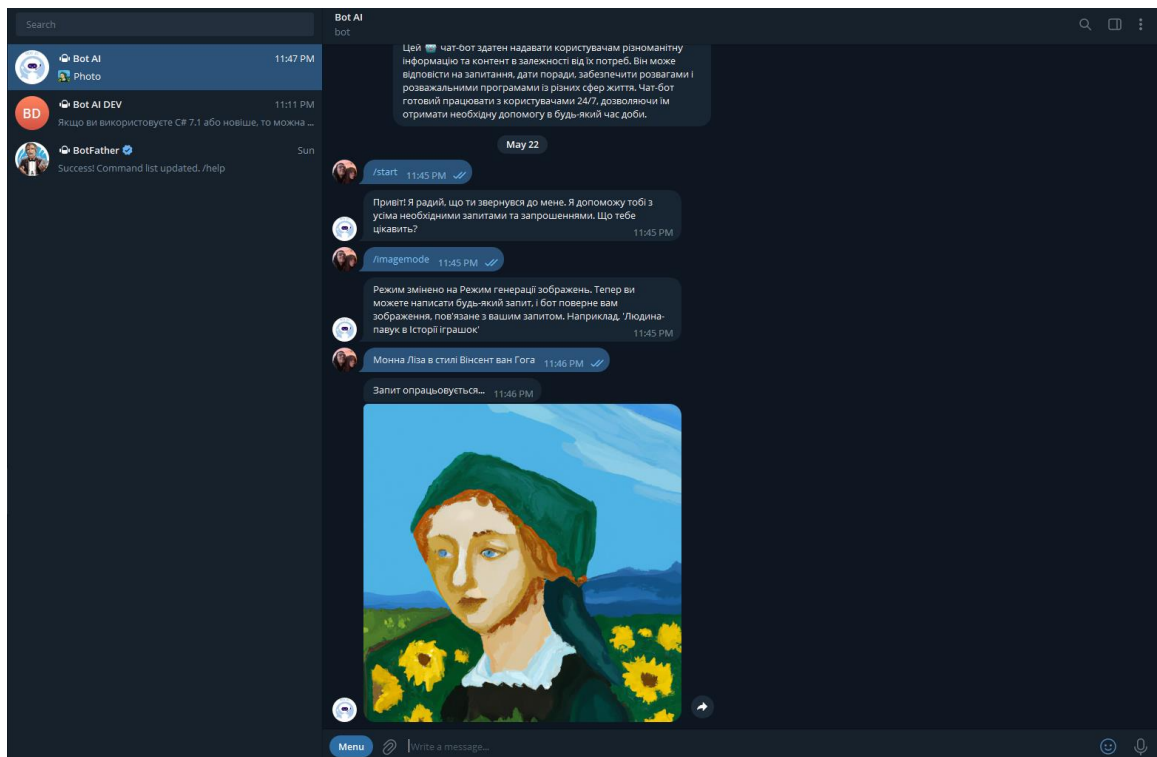 Search
Bot AI
11:47 PM
Photo
BD
Bot AI DEV
11:11 PM
Якщо ви використовуєте C# 7.1 або новіше, то можна ...
BotFather
Sun
Success! Command list updated. /help
Bot AI
bot
Цей чат-бот здатен надавати користувачам різноманітну
інформацію та контент в залежності від їх потреб. Він може
відповісти на запитання, дати поради, забезпечити розвагами і
розважальними програмами із різних сфер життя. Чат-бот
готовий працювати з користувачами 24/7, дозволяючи їм
отримати необхідну допомогу в будь-який час доби.
May 22
/start 11:45 PM
Привіт! Я радий, що ти звернувся до мене. Я допоможу тобі з
усіма необхідними запитами та запрошеннями. Що тебе
цікавить?
11:45 PM
/imagemode 11:45 PM
Режим змінено на Режим генерації зображень. Тепер ви
можете написати будь-який запит, і бот поверне вам
зображення, пов'язане з вашим запитом. Наприклад, 'Людина-
павук в Історії іграшок'
11:45 PM
Монна Ліза в стилі Вінсент ван Гога 11:46 PM
Запит опрацьовується... 11:46 PM
Menu
Write a message...